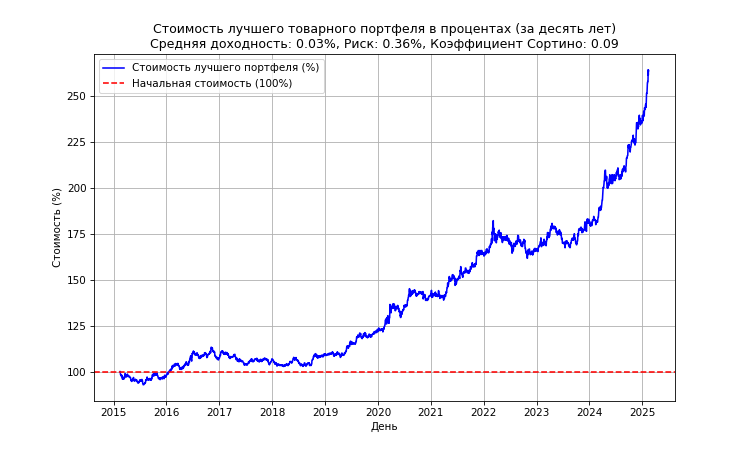 Стоимость лучшего товарного портфеля в процентах (за десять лет)
Средняя доходность: 0.03%, Риск: 0.36%, Коэффициент Сортино: 0.09
Стоимость лучшего портфеля (%)
Начальная стоимость (100%)
Стоимость (%)
250
225
200
175
150
125
100
2015 2016 2017 2018 2019 2020 2021 2022 2023 2024 2025
День